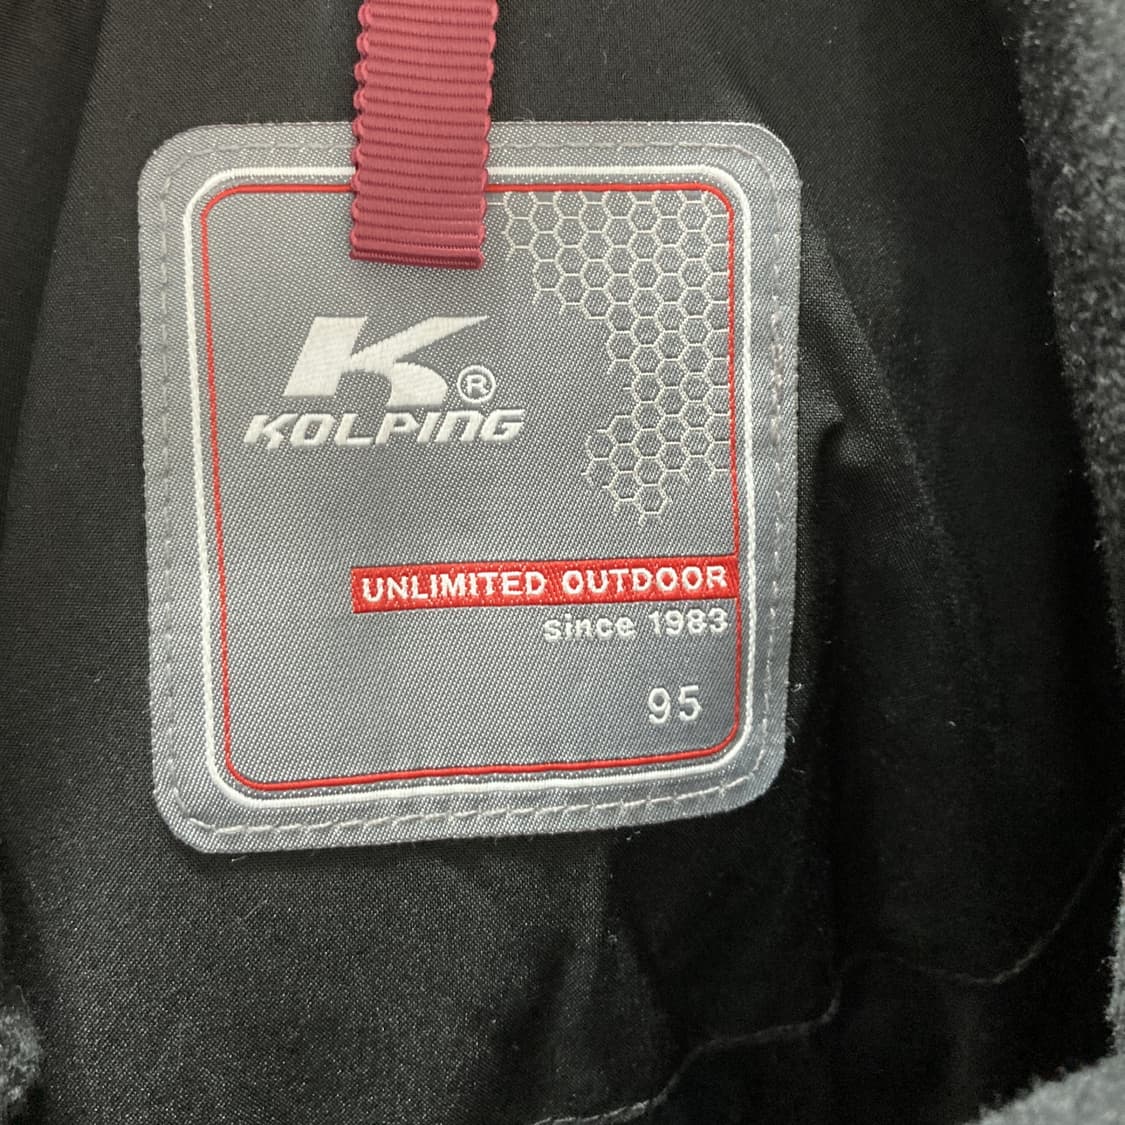 K®
KOLPING
UNLIMITED OUTDOOR
since 1983
95